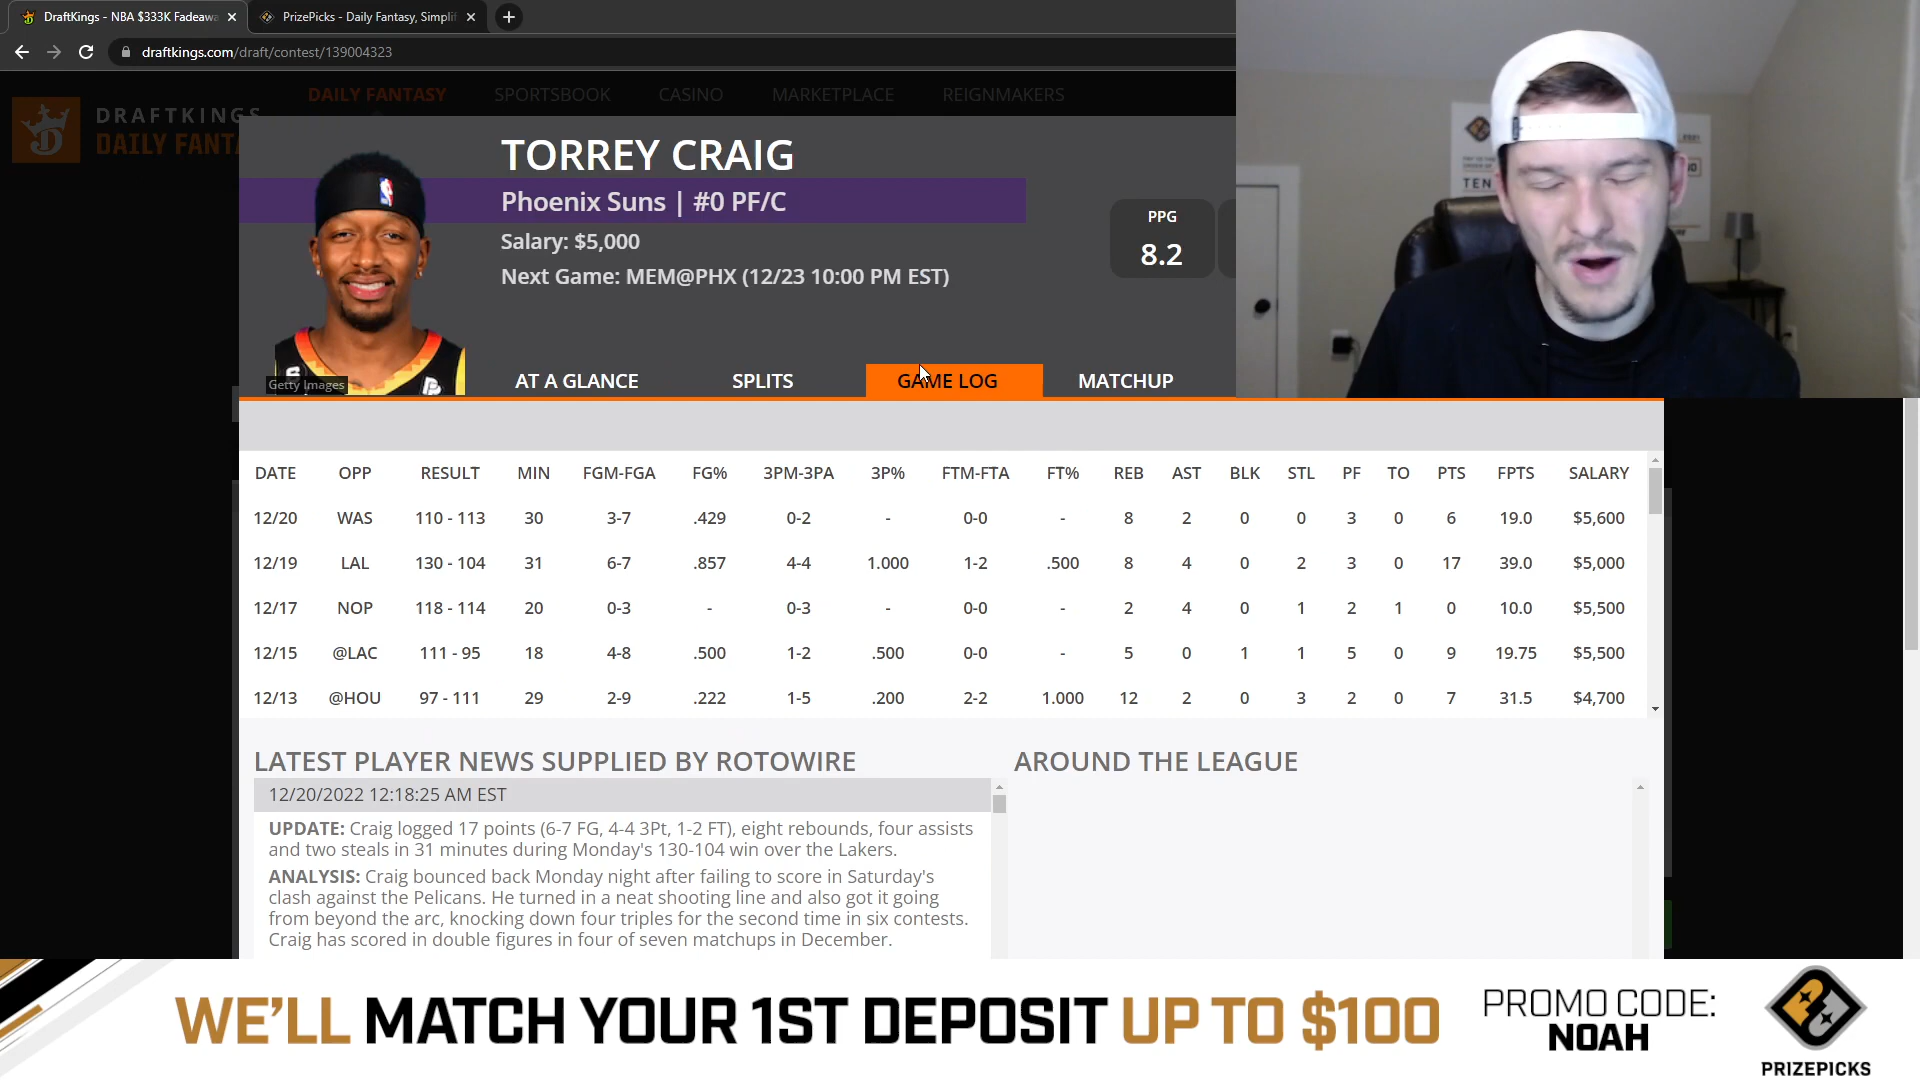 DraftKings - NBA $333K Fadeawa
PrizePicks - Daily Fantasy, Simplif
draftkings.com/draft/contest/139004323
DAILY FANTASY SPORTSBOOK CASINO MARKETPLACE REIGNMAKERS
DRAFTKINGS
DAILY FANTA
TORREY CRAIG
Phoenix Suns | #0 PF/C
Salary: $5,000
Next Game: MEM@PHX (12/23 10:00 PM EST)
PPG
8.2
Getty Images
AT A GLANCE SPLITS GAME LOG MATCHUP
DATE OPP RESULT MIN FGM-FGA FG% 3PM-3PA 3P% FTM-FTA FT% REB AST BLK STL PF TO PTS FPTS SALARY
12/20 WAS 110 - 113 30 3-7 .429 0-2 - 0-0 - 8 2 0 0 3 0 6 19.0 $5,600
12/19 LAL 130 - 104 31 6-7 .857 4-4 1.000 1-2 .500 8 4 0 2 3 0 17 39.0 $5,000
12/17 NOP 118 - 114 20 0-3 - 0-3 - 0-0 - 2 4 0 1 2 1 0 10.0 $5,500
12/15 @LAC 111 - 95 18 4-8 .500 1-2 .500 0-0 - 5 0 1 1 5 0 9 19.75 $5,500
12/13 @HOU 97 - 111 29 2-9 .222 1-5 .200 2-2 1.000 12 2 0 3 2 0 7 31.5 $4,700
LATEST PLAYER NEWS SUPPLIED BY ROTOWIRE
AROUND THE LEAGUE
12/20/2022 12:18:25 AM EST
UPDATE: Craig logged 17 points (6-7 FG, 4-4 3Pt, 1-2 FT), eight rebounds, four assists
and two steals in 31 minutes during Monday's 130-104 win over the Lakers.
ANALYSIS: Craig bounced back Monday night after failing to score in Saturday's
clash against the Pelicans. He turned in a neat shooting line and also got it going
from beyond the arc, knocking down four triples for the second time in six contests.
Craig has scored in double figures in four of seven matchups in December.
WE'LL MATCH YOUR 1ST DEPOSIT UP TO $100
PROMO CODE:
NOAH
PRIZEPICKS